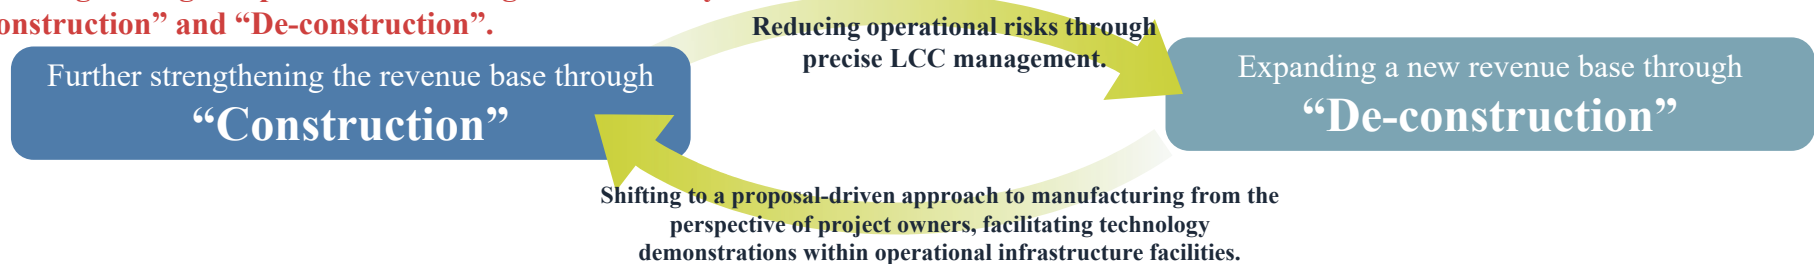 onstruction” and “De-construction”.
Further strengthening the revenue base through
“Construction”
Reducing operational risks through
precise LCC management.
Expanding a new revenue base through
“De-construction”
Shifting to a proposal-driven approach to manufacturing from the
perspective of project owners, facilitating technology
demonstrations within operational infrastructure facilities.